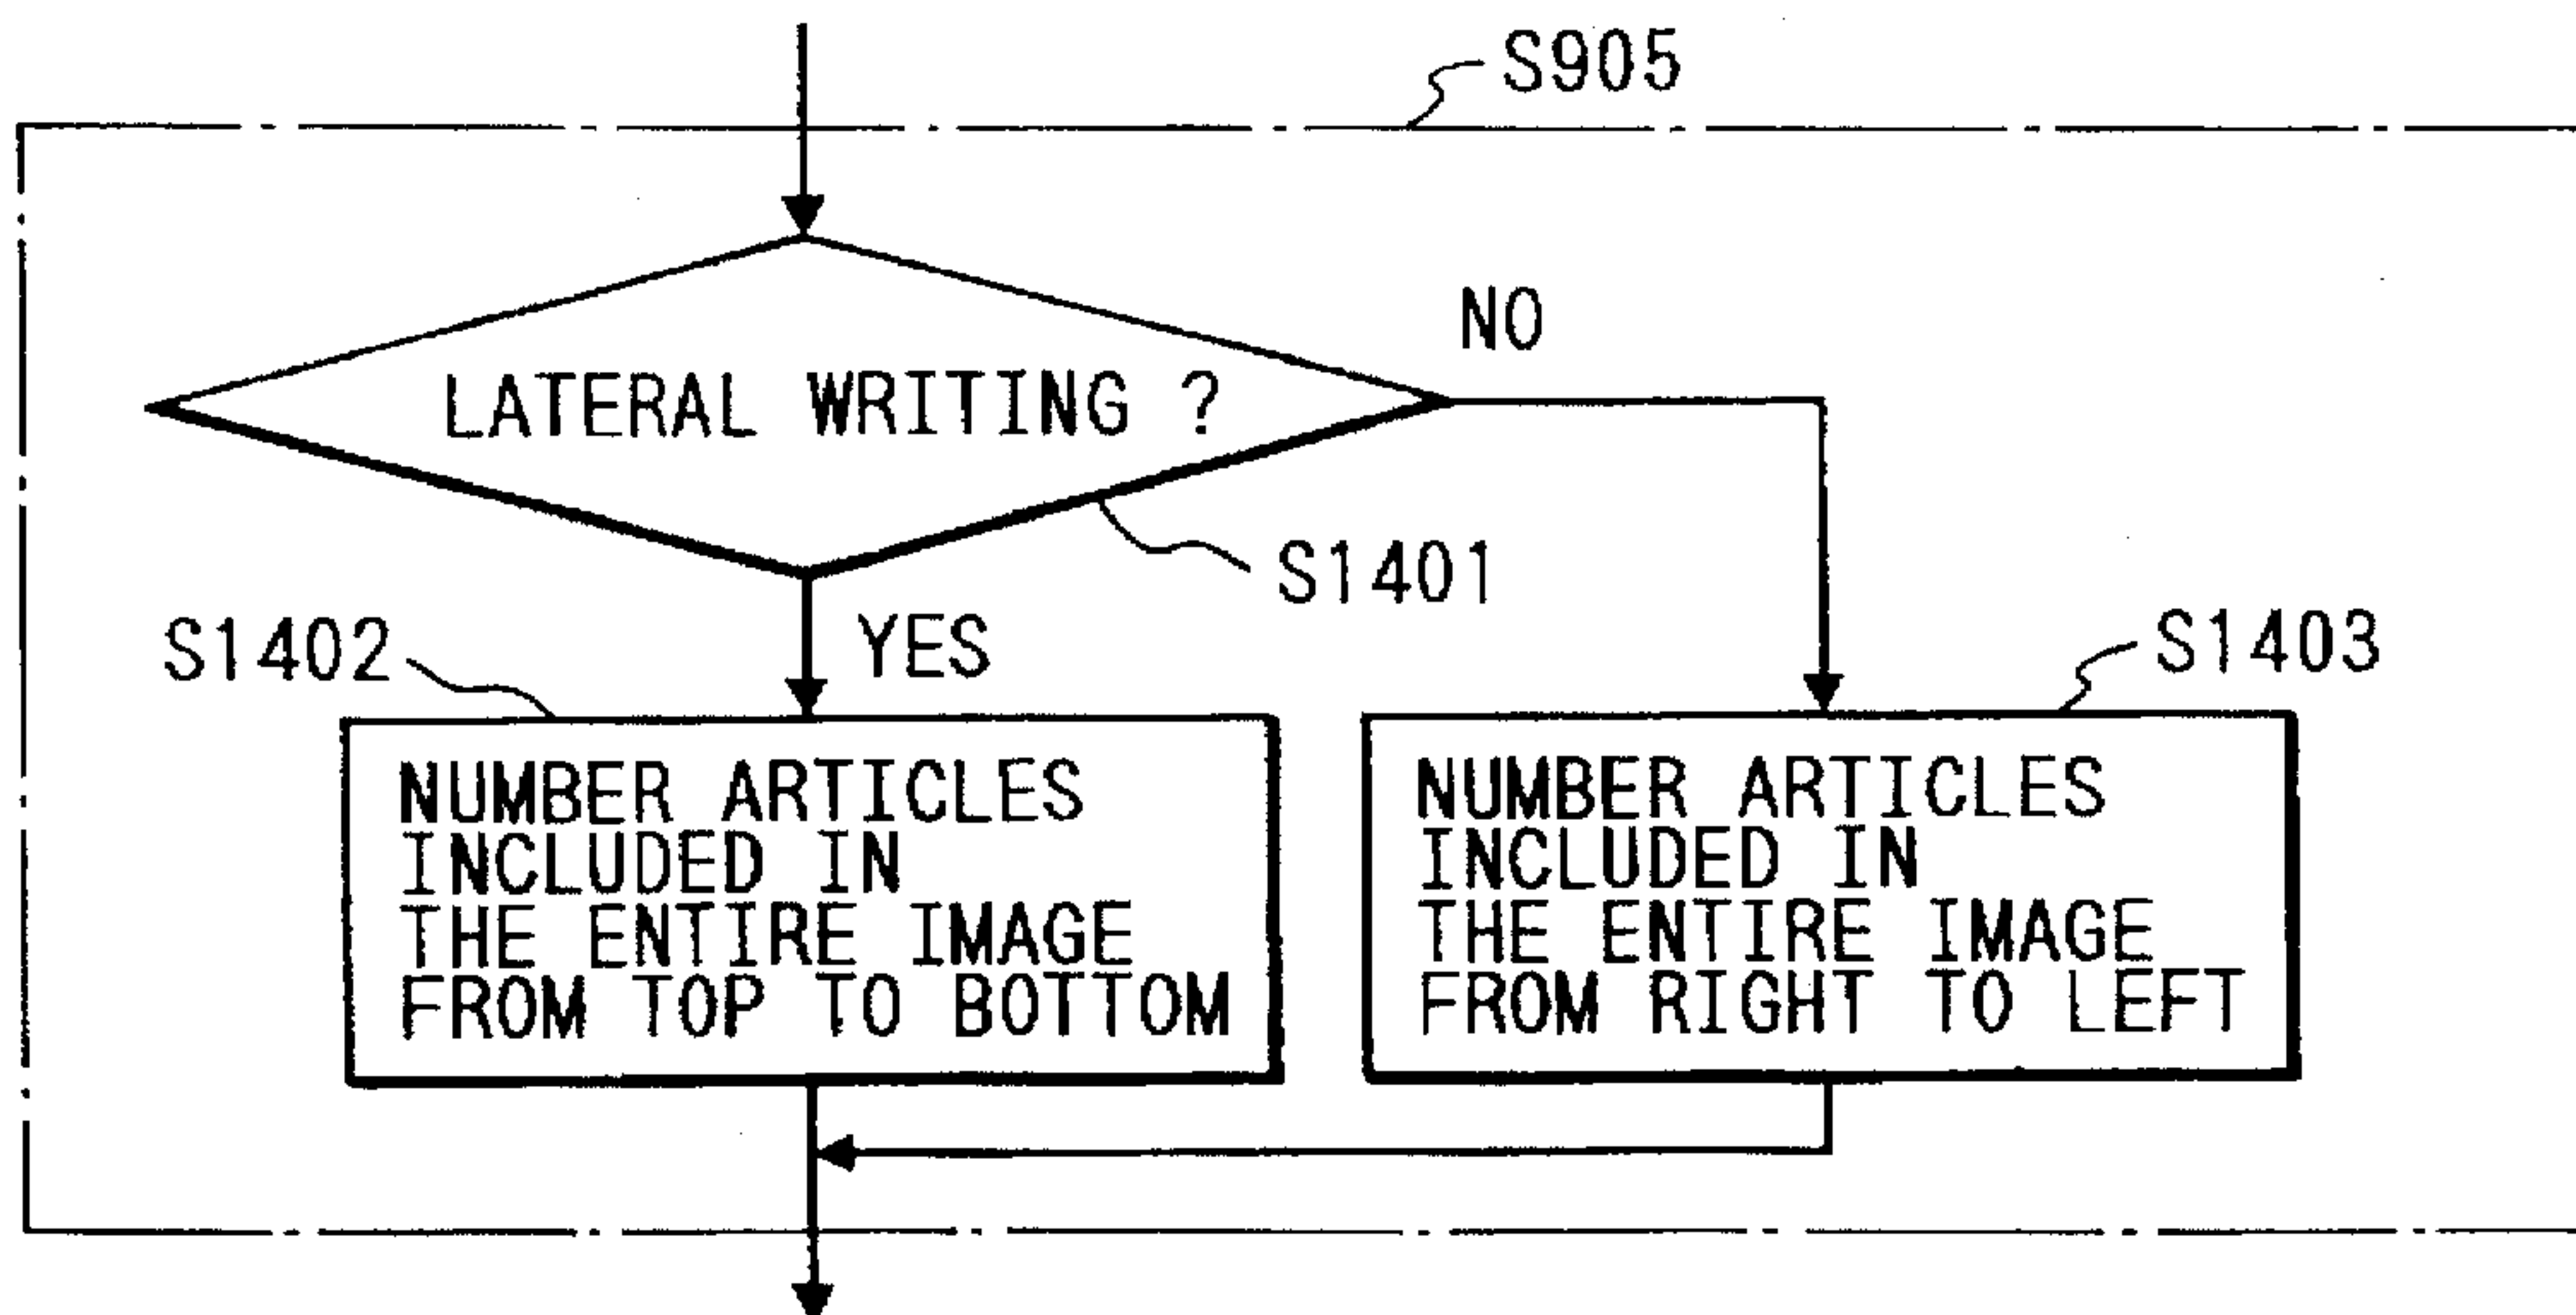 S905
LATERAL WRITING ?
NO
S1401
YES
S1402
S1403
NUMBER ARTICLES
INCLUDED IN
THE ENTIRE IMAGE
FROM TOP TO BOTTOM
NUMBER ARTICLES
INCLUDED IN
THE ENTIRE IMAGE
FROM RIGHT TO LEFT